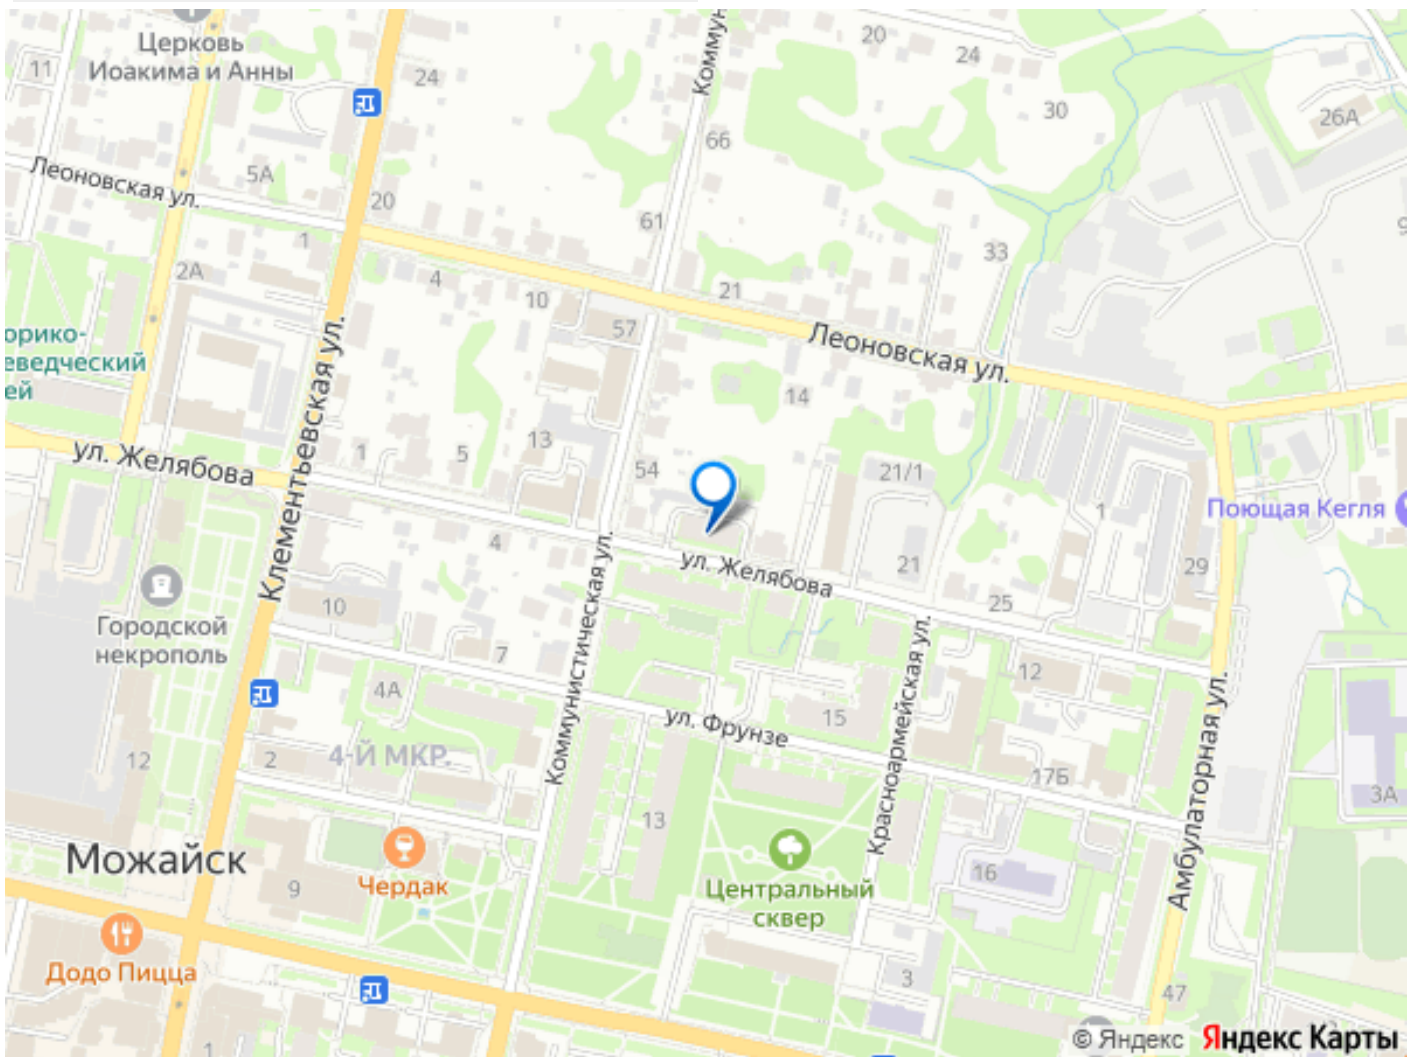 Церковь
Иоакима и Анны
11
24
Коммун
20
24
30
26А
66
Леоновская ул.
5А
20
61
33
9
1
2А
4
10
21
57
орико-
еведческий
ей
Леоновская ул.
14
Клементьевская ул.
ул. Желябова
1
5
13
54
21/1
1
Поющая Кегля
4
ул. Желябова
21
29
25
Коммунистическая ул.
10
Городской
некрополь
7
4А
12
15
Красноармейская ул.
ул. Фрунзе
Амбулаторная ул.
4-Й МКР.
2
12
17Б
3А
13
Можайск
Чердак
9
Центральный
сквер
16
Додо Пицца
3
47
1
© Яндекс Яндекс Карты